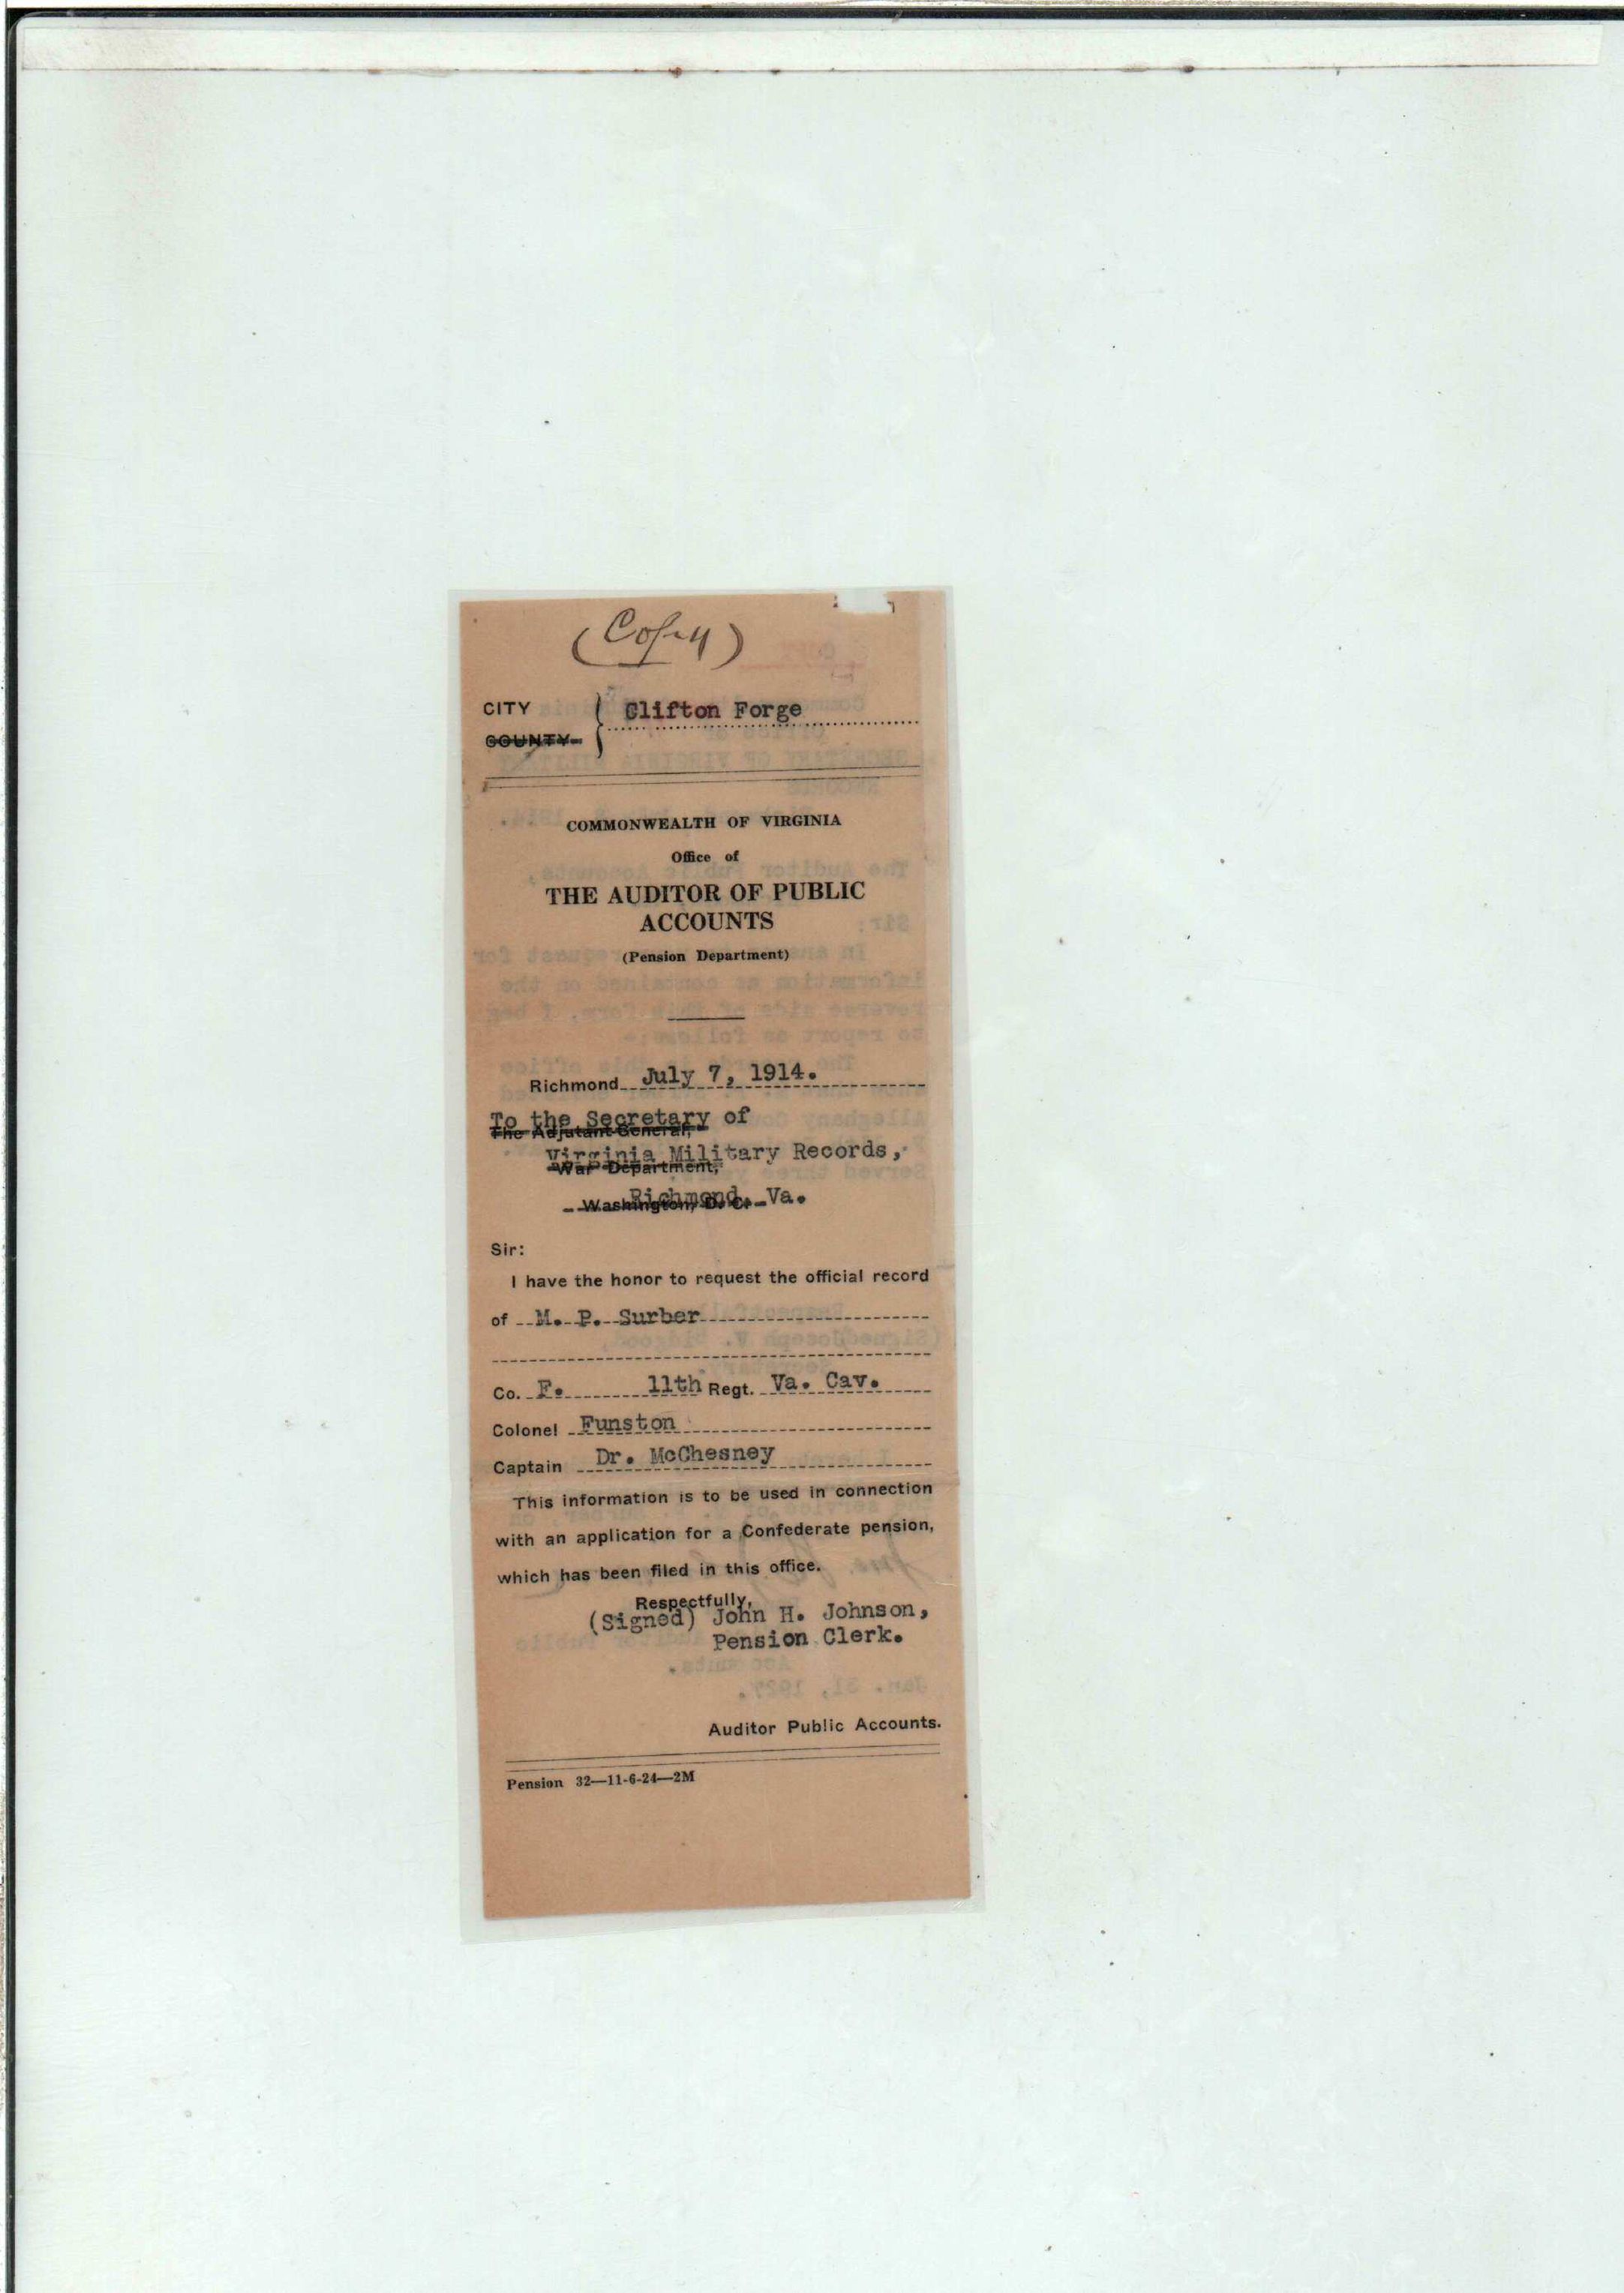 (Copy)
CITY Clifton Forge
COUNTY
COMMONWEALTH OF VIRGINIA
Office of
THE AUDITOR OF PUBLIC
ACCOUNTS
(Pension Department)
Richmond July 7, 1914.
To the Secretary of
The Adjutant General,
Virginia Military Records,
War Department,
Richmond, Va.
Washington, D. C.
Sir:
I have the honor to request the official record
of M. P. Surber
Co. F. 11th Regt. Va. Cav.
Colonel Funston
Captain Dr. McChesney
This information is to be used in connection
with an application for a Confederate pension,
which has been filed in this office.
Respectfully,
(Signed) John H. Johnson,
Pension Clerk.
Auditor Public Accounts.
Pension 32—11-6-24—2M